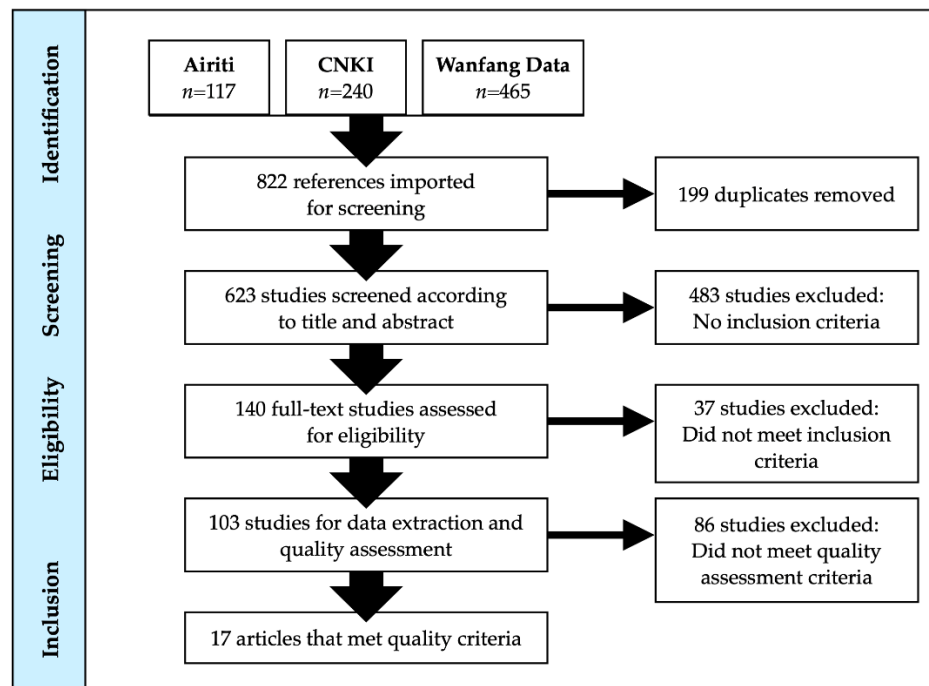 Identification
Airiti
n=117
CNKI
n=240
Wanfang Data
n=465
822 references imported
for screening
199 duplicates removed
Screening
623 studies screened according
to title and abstract
483 studies excluded:
No inclusion criteria
Eligibility
140 full-text studies assessed
for eligibility
37 studies excluded:
Did not meet inclusion
criteria
103 studies for data extraction and
quality assessment
86 studies excluded:
Did not meet quality
assessment criteria
Inclusion
17 articles that met quality criteria